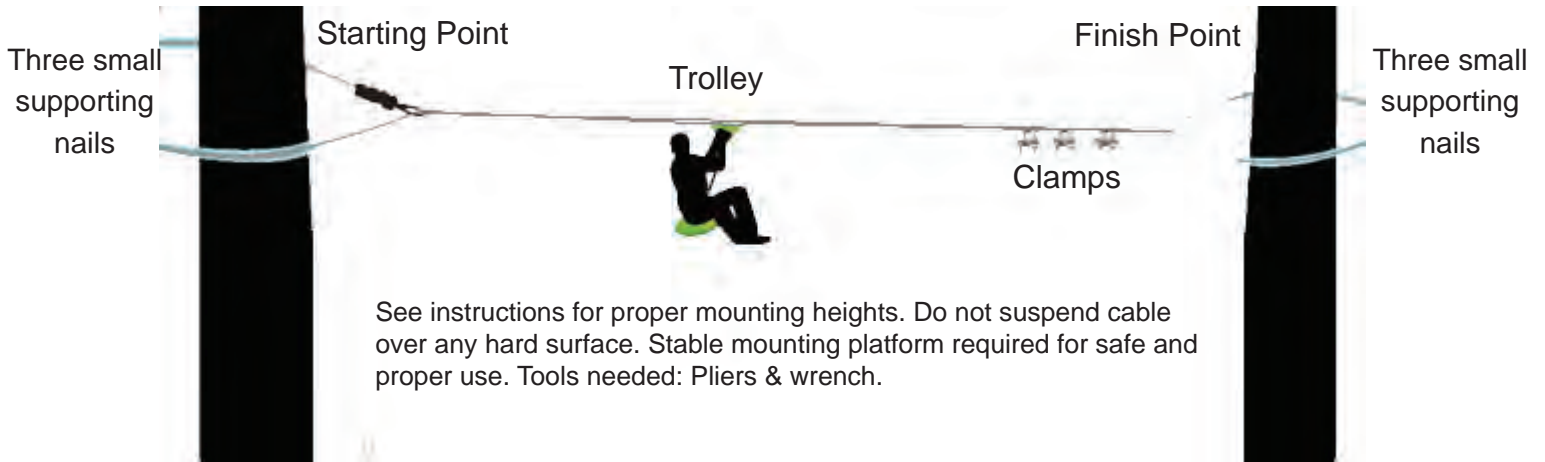 Starting Point
Finish Point
Three small
supporting
nails
Trolley
Three small
supporting
nails
Clamps
See instructions for proper mounting heights. Do not suspend cable
over any hard surface. Stable mounting platform required for safe and
proper use. Tools needed: Pliers & wrench.